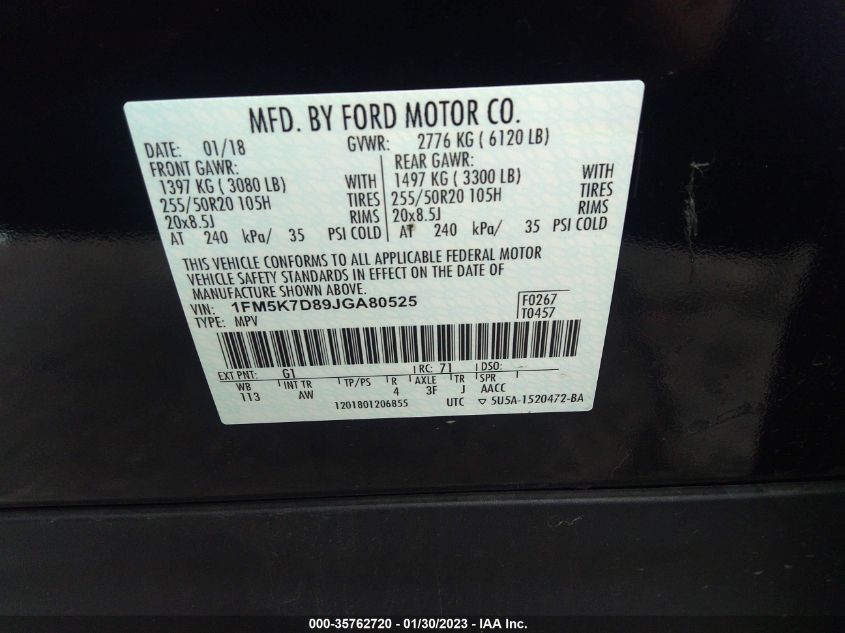 MFD. BY FORD MOTOR CO.
DATE: 01/18 GVWR: 2776 KG ( 6120 LB)
FRONT GAWR: REAR GAWR:
1397 KG ( 3080 LB) WITH 1497 KG ( 3300 LB) WITH
255/50R20 105H TIRES 255/50R20 105H TIRES
20x8.5J RIMS 20x8.5J RIMS
AT 240 kPa/ 35 PSI COLD AT 240 kPa/ 35 PSI COLD
THIS VEHICLE CONFORMS TO ALL APPLICABLE FEDERAL MOTOR
VEHICLE SAFETY STANDARDS IN EFFECT ON THE DATE OF
MANUFACTURE SHOWN ABOVE.
VIN: 1FM5K7D89JGA80525 F0267
TYPE: MPV T0457
EXT PNT: G1 RC: 71 DSO:
WB INT TR TP/PS R AXLE TR SPR
113 AW 4 3F J AACC
1201801206855 UTC ▽ 5U5A-1520472-BA
000-35762720 - 01/30/2023 - IAA Inc.